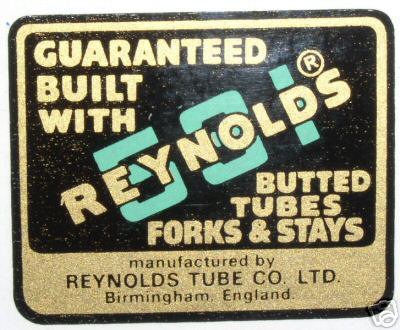 GUARANTEED
BUILT
WITH
531
REYNOLDS®
BUTTED
TUBES
FORKS & STAYS
manufactured by
REYNOLDS TUBE CO. LTD.
Birmingham, England.